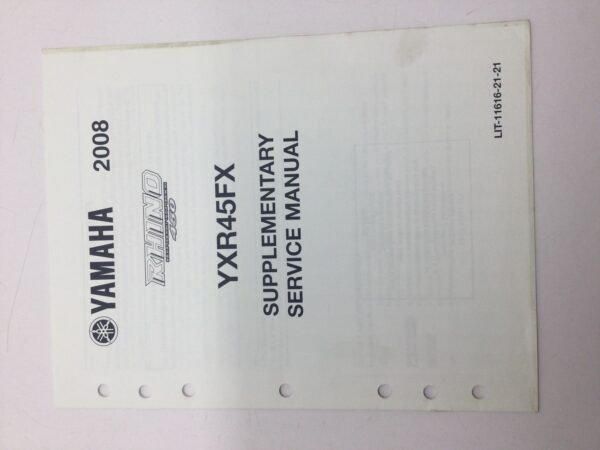 YAMAHA 2008
RHINO
450
YXR45FX
SUPPLEMENTARY
SERVICE MANUAL
LIT-11616-21-21